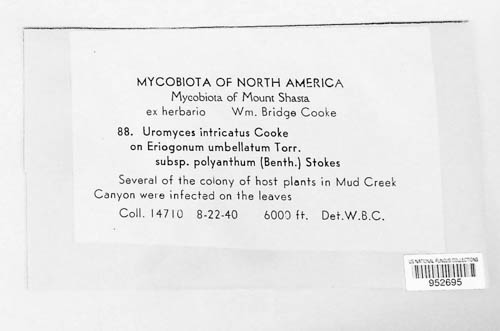 MYCOBIOTA OF NORTH AMERICA
Mycobiota of Mount Shasta
ex herbario Wm. Bridge Cooke
88. Uromyces intricatus Cooke
on Eriogonum umbellatum Torr.
subsp. polyanthum (Benth.) Stokes
Several of the colony of host plants in Mud Creek
Canyon were infected on the leaves
Coll. 14710 8-22-40 6000 ft. Det.W.B.C.
US NATIONAL FUNGUS COLLECTIONS
952695